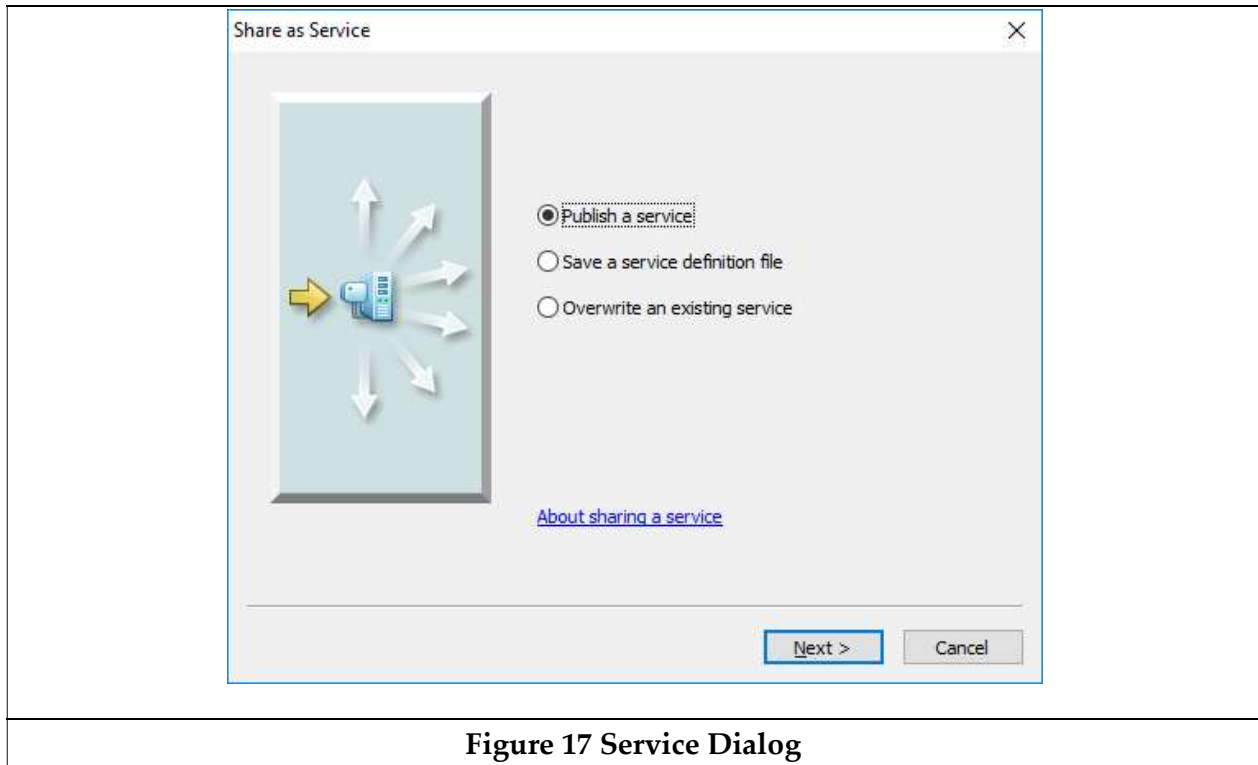 Share as Service
Publish a service
Save a service definition file
Overwrite an existing service
About sharing a service
Next >
Cancel
Figure 17 Service Dialog